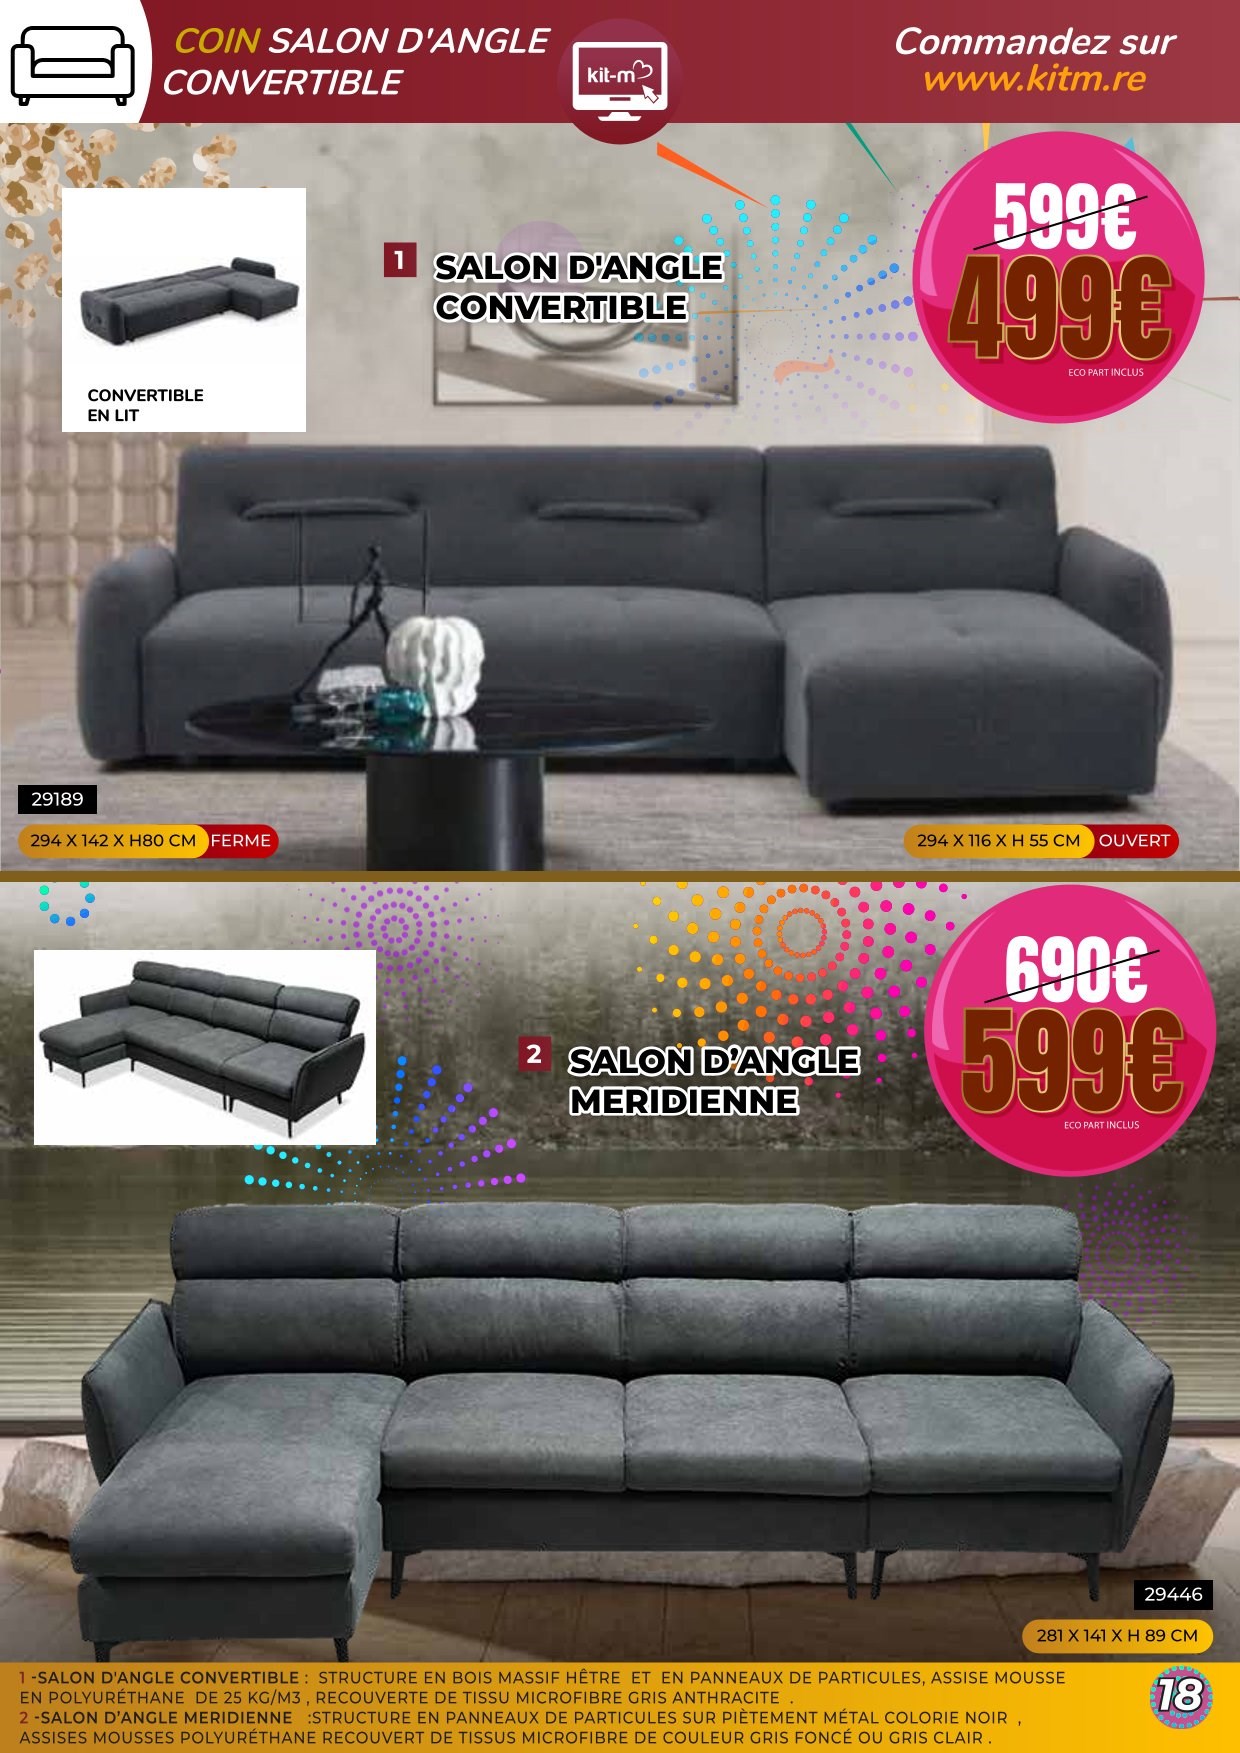 COIN SALON D'ANGLE
CONVERTIBLE
kit-m
Commandez sur
www.kitm.re
599€
499€
ECO PART INCLUS
1 SALON D'ANGLE
CONVERTIBLE
CONVERTIBLE
EN LIT
29189
294 X 142 X H80 CM FERME
294 X 116 X H 55 CM OUVERT
690€
599€
ECO PART INCLUS
2 SALON D’ANGLE
MERIDIENNE
29446
281 X 141 X H 89 CM
1 -SALON D'ANGLE CONVERTIBLE : STRUCTURE EN BOIS MASSIF HÊTRE ET EN PANNEAUX DE PARTICULES, ASSISE MOUSSE
EN POLYURÉTHANE DE 25 KG/M3 , RECOUVERTE DE TISSU MICROFIBRE GRIS ANTHRACITE .
2 -SALON D’ANGLE MERIDIENNE :STRUCTURE EN PANNEAUX DE PARTICULES SUR PIÈTEMENT MÉTAL COLORIE NOIR ,
ASSISES MOUSSES POLYURÉTHANE RECOUVERT DE TISSUS MICROFIBRE DE COULEUR GRIS FONCÉ OU GRIS CLAIR .
18